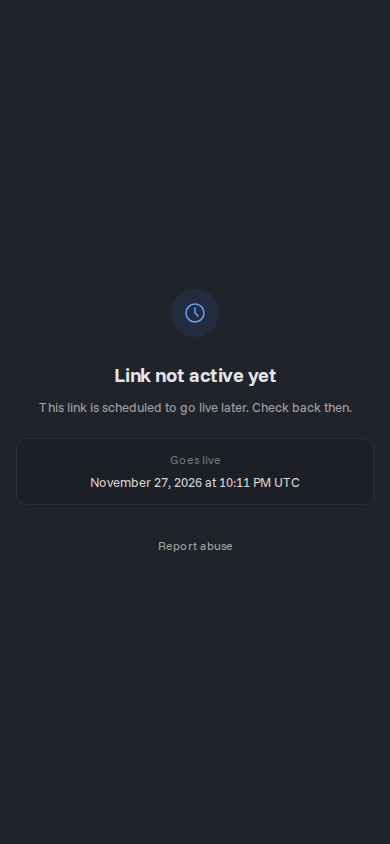 Link not active yet
This link is scheduled to go live later. Check back then.
Goes live
November 27, 2026 at 10:11 PM UTC
Report abuse